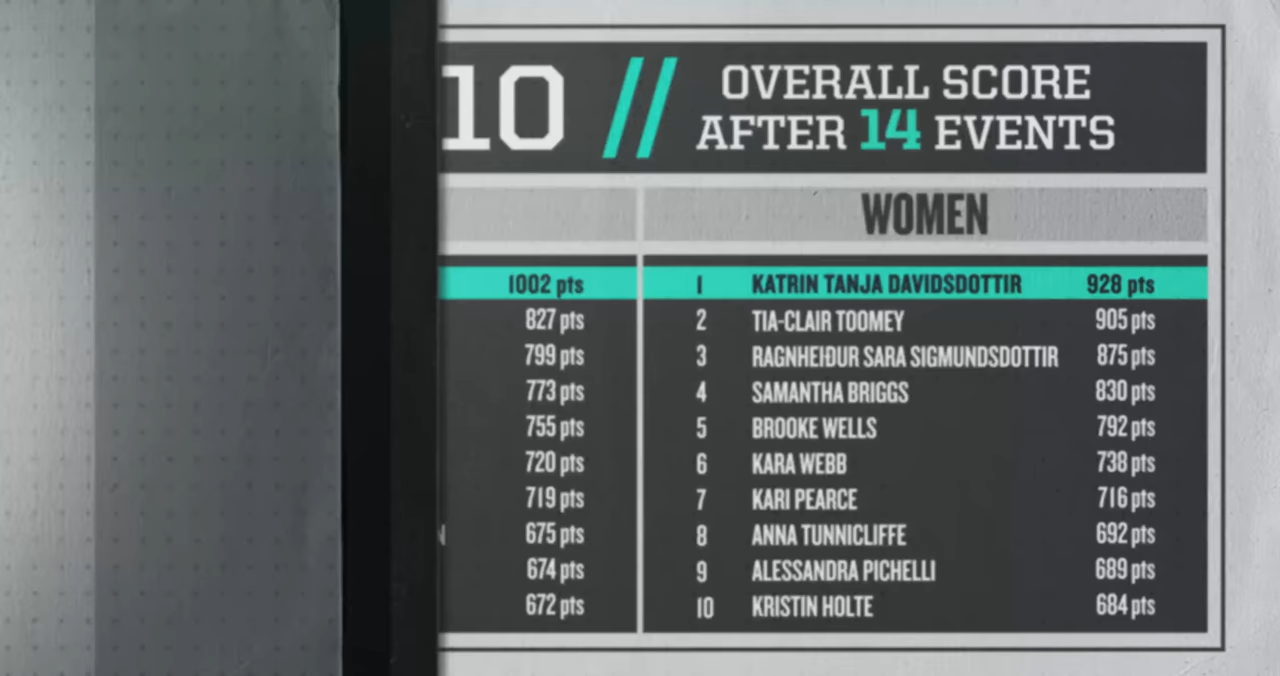 10 // OVERALL SCORE
AFTER 14 EVENTS
WOMEN
1002 pts 1 KATRIN TANJA DAVIDSDOTTIR 928 pts
827 pts 2 TIA-CLAIR TOOMEY 905 pts
799 pts 3 RAGNHEIÐUR SARA SIGMUNDSDOTTIR 875 pts
773 pts 4 SAMANTHA BRIGGS 830 pts
755 pts 5 BROOKE WELLS 792 pts
720 pts 6 KARA WEBB 738 pts
719 pts 7 KARI PEARCE 716 pts
N 675 pts 8 ANNA TUNNICLIFFE 692 pts
674 pts 9 ALESSANDRA PICHELLI 689 pts
672 pts 10 KRISTIN HOLTE 684 pts